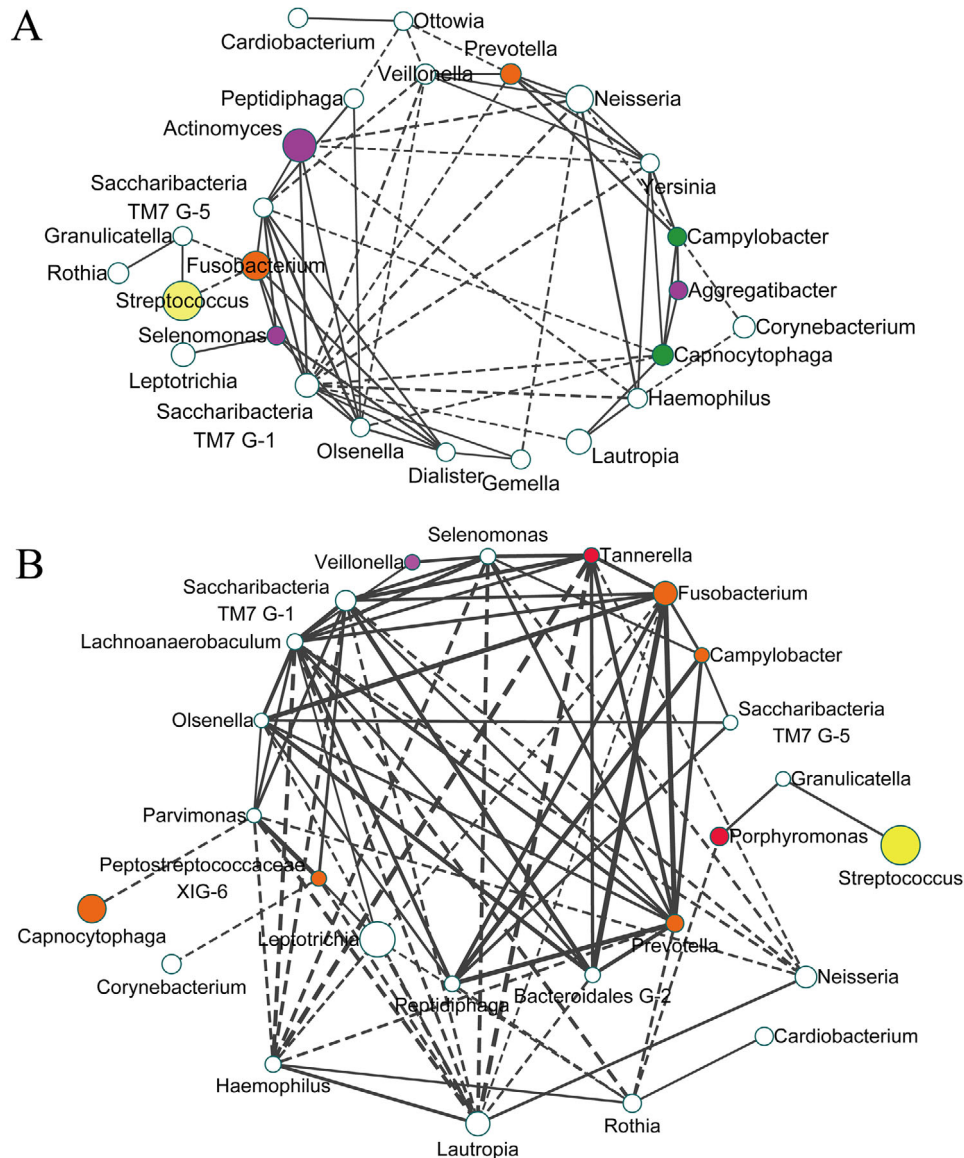 A
Ottowia
Cardiobacterium
Prevotella
Veillonella
Peptidiphaga
Neisseria
Actinomyces
Saccharibacteria
TM7 G-5
Yersinia
Granulicatella
Campylobacter
Rothia
Fusobacterium
Streptococcus
Aggregatibacter
Selenomonas
Corynebacterium
Leptotrichia
Capnocytophaga
Saccharibacteria
TM7 G-1
Haemophilus
Olsenella
Lautropia
Dialister
Gemella
B
Selenomonas
Veillonella
Tannerella
Saccharibacteria
TM7 G-1
Fusobacterium
Lachnoanaerobaculum
Campylobacter
Olsenella
Saccharibacteria
TM7 G-5
Granulicatella
Parvimonas
Porphyromonas
Peptostreptococcaceae
XIG-6
Streptococcus
Capnocytophaga
Leptotrichia
Prevotella
Corynebacterium
Peptidiphaga
Bacteroidales G-2
Neisseria
Cardiobacterium
Haemophilus
Rothia
Lautropia